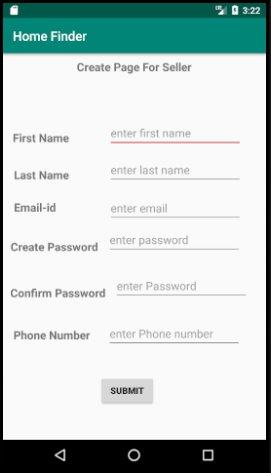 3:22
Home Finder
Create Page For Seller
First Name enter first name
Last Name enter last name
Email-id enter email
Create Password enter password
Confirm Password enter Password
Phone Number enter Phone number
SUBMIT